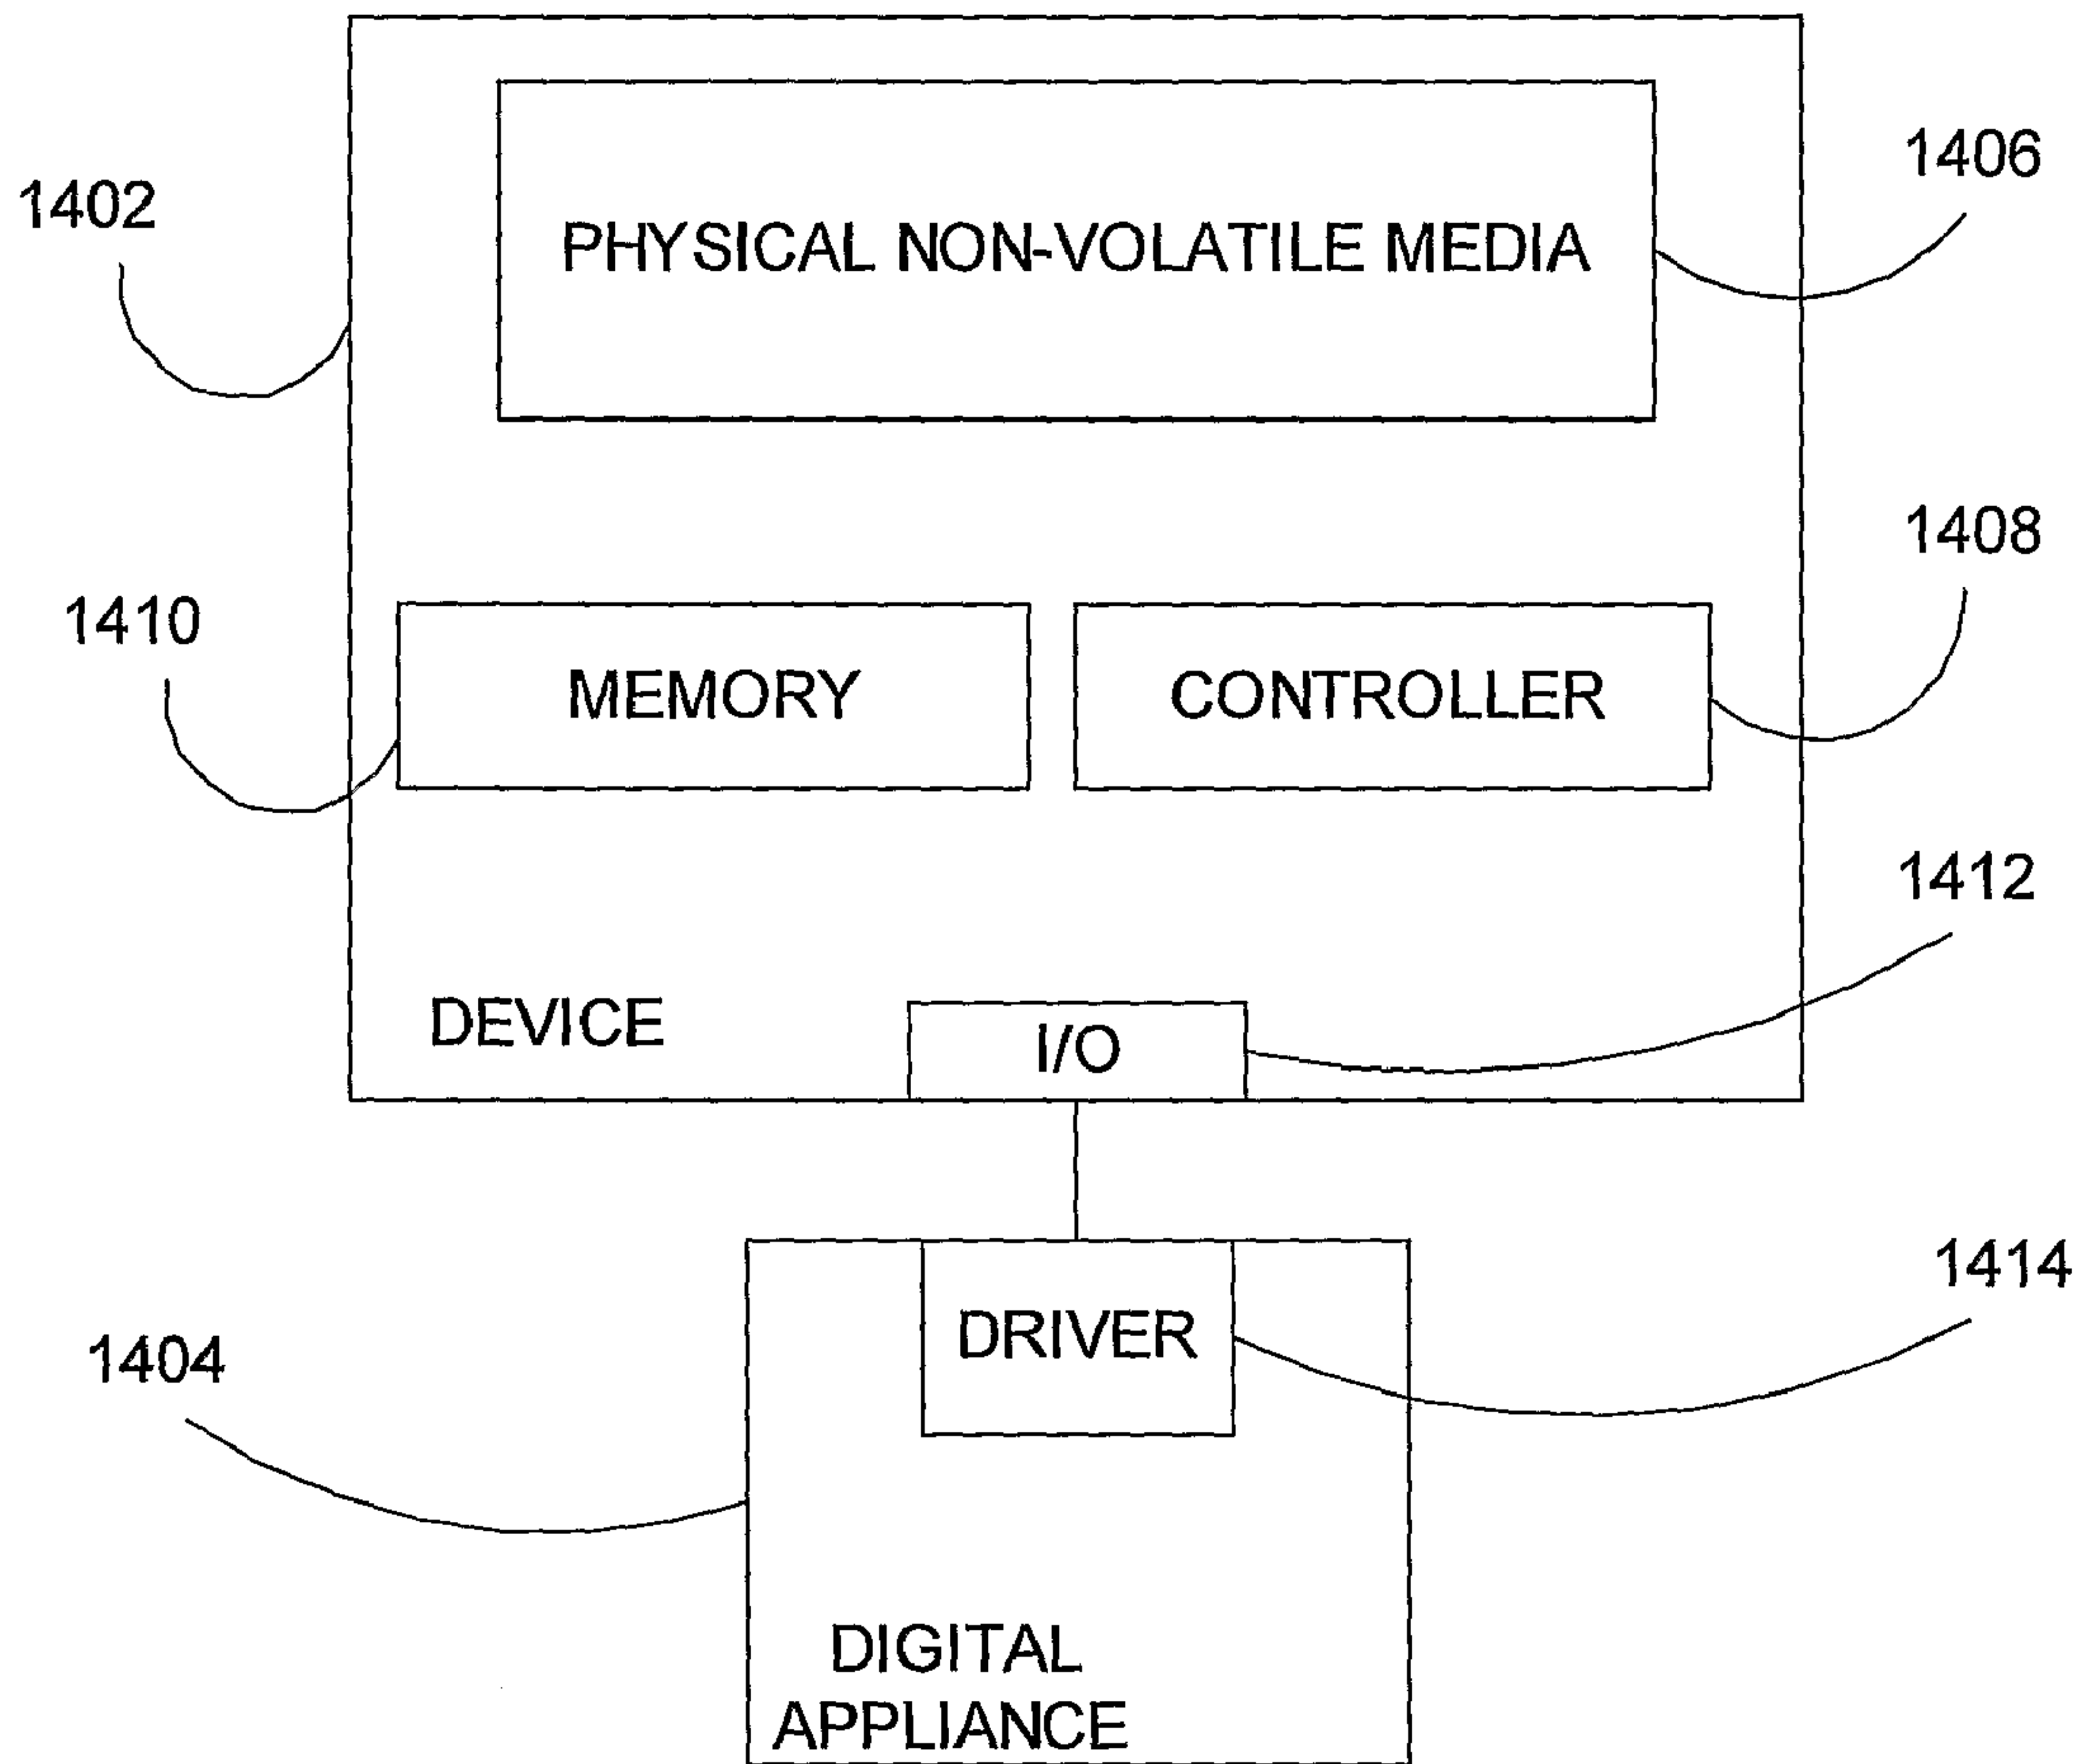 1406
1402
PHYSICAL NON-VOLATILE MEDIA
1408
1410
MEMORY
CONTROLLER
1412
DEVICE
I/O
1414
DRIVER
1404
DIGITAL
APPLIANCE